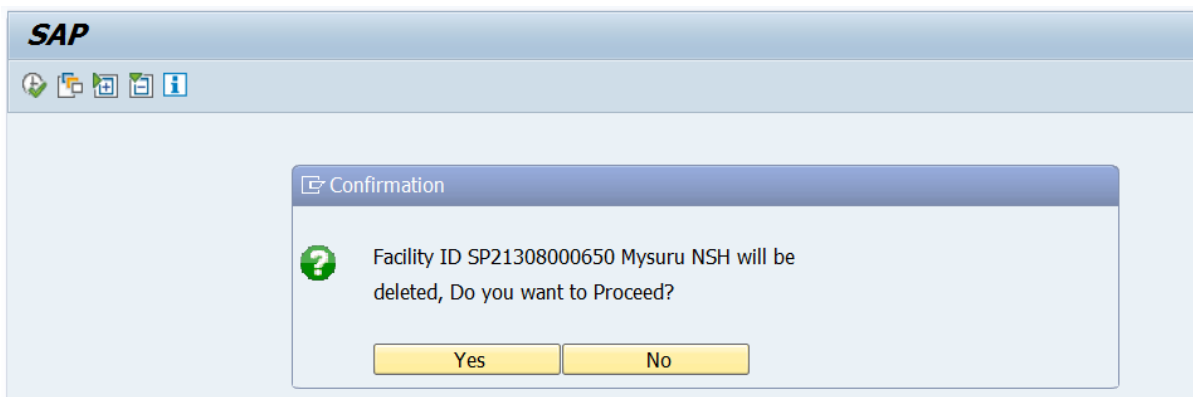 SAP
Confirmation
Facility ID SP21308000650 Mysuru NSH will be
deleted, Do you want to Proceed?
Yes No